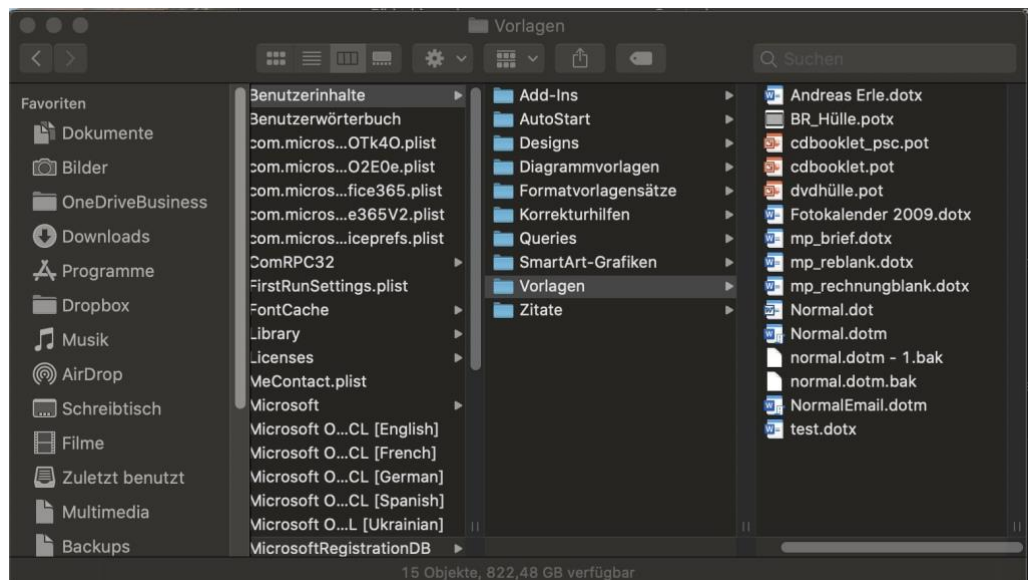 Vorlagen
Suchen
Favoriten
Dokumente
Bilder
OneDriveBusiness
Downloads
Programme
Dropbox
Musik
AirDrop
Schreibtisch
Filme
Zuletzt benutzt
Multimedia
Backups
Benutzerinhalte
Benutzerwörterbuch
com.micros...OTk4O.plist
com.micros...O2E0e.plist
com.micros...fice365.plist
com.micros...e365V2.plist
com.micros...iceprefs.plist
ComRPC32
FirstRunSettings.plist
FontCache
Library
Licenses
MeContact.plist
Microsoft
Microsoft O...CL [English]
Microsoft O...CL [French]
Microsoft O...CL [German]
Microsoft O...CL [Spanish]
Microsoft O...L [Ukrainian]
MicrosoftRegistrationDB
Add-Ins
AutoStart
Designs
Diagrammvorlagen
Formatvorlagensätze
Korrekturhilfen
Queries
SmartArt-Grafiken
Vorlagen
Zitate
Andreas Erle.dotx
BR_Hülle.potx
cdbooklet_psc.pot
cdbooklet.pot
dvdhülle.pot
Fotokalender 2009.dotx
mp_brief.dotx
mp_reblank.dotx
mp_rechnungblank.dotx
Normal.dot
Normal.dotm
normal.dotm - 1.bak
normal.dotm.bak
NormalEmail.dotm
test.dotx
15 Objekte, 822,48 GB verfügbar